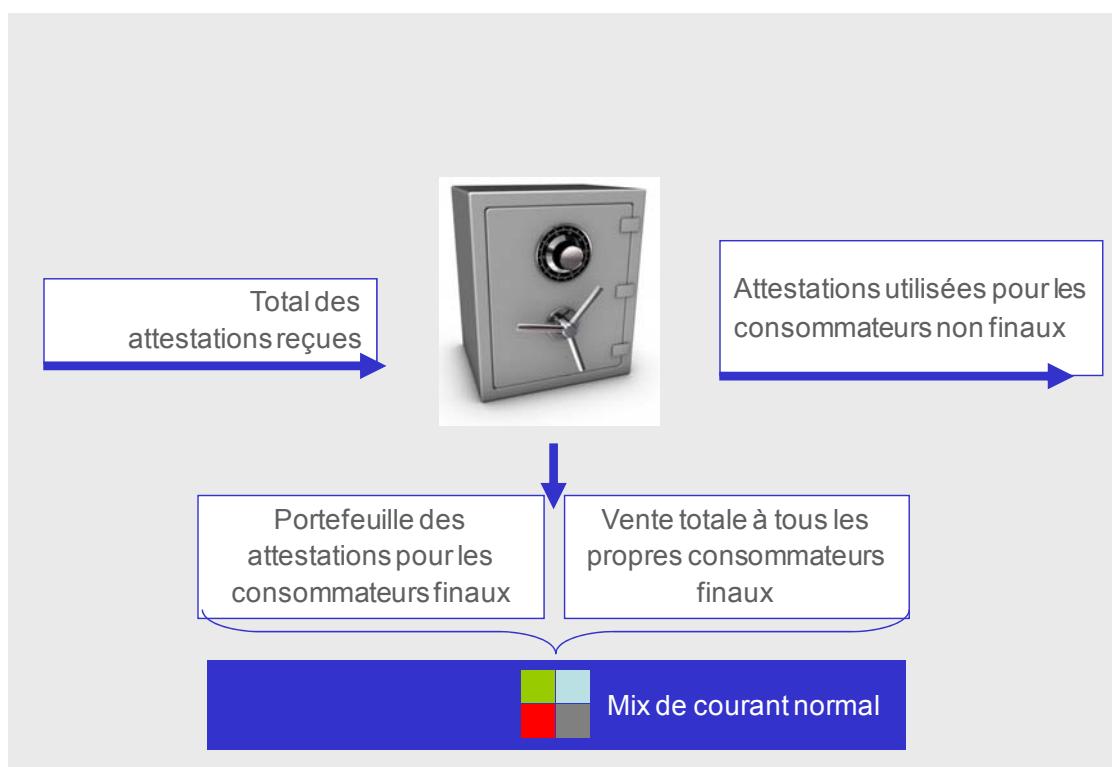 Total des
attestations reçues
Attestations utilisées pour les
consommateurs non finaux
Portefeuille des
attestations pour les
consommateurs finaux
Vente totale à tous les
propres consommateurs
finaux
Mix de courant normal